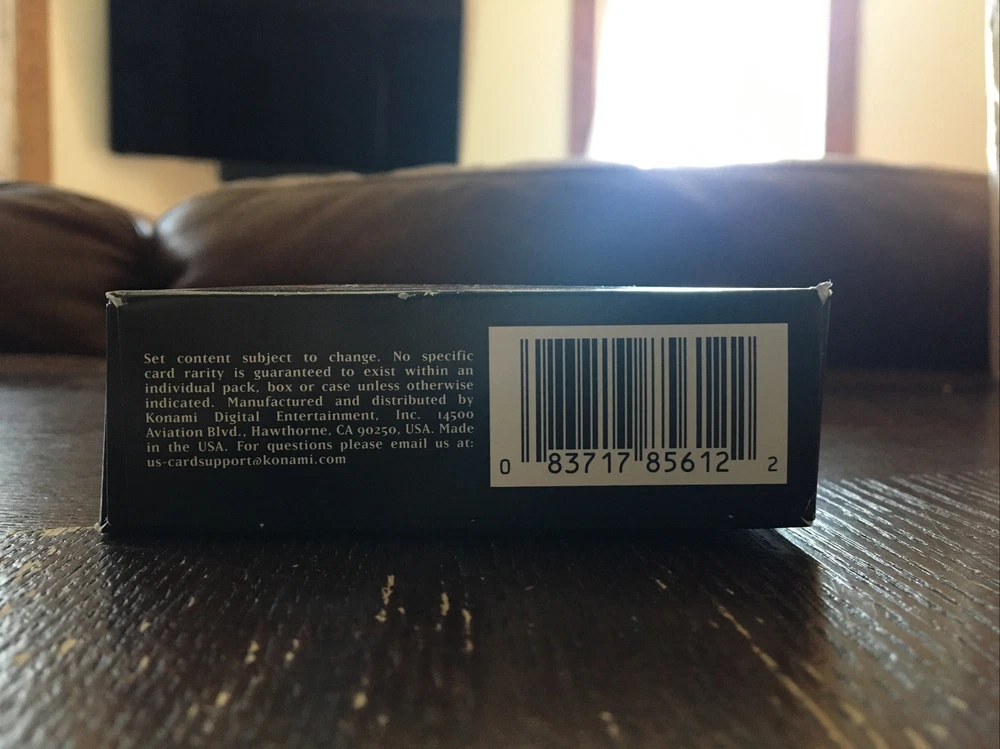 Set content subject to change. No specific
card rarity is guaranteed to exist within an
individual pack, box or case unless otherwise
indicated. Manufactured and distributed by
Konami Digital Entertainment, Inc. 14500
Aviation Blvd., Hawthorne, CA 90250, USA. Made
in the USA. For questions please email us at:
us-cardsupport@konami.com
0 83717 85612 2